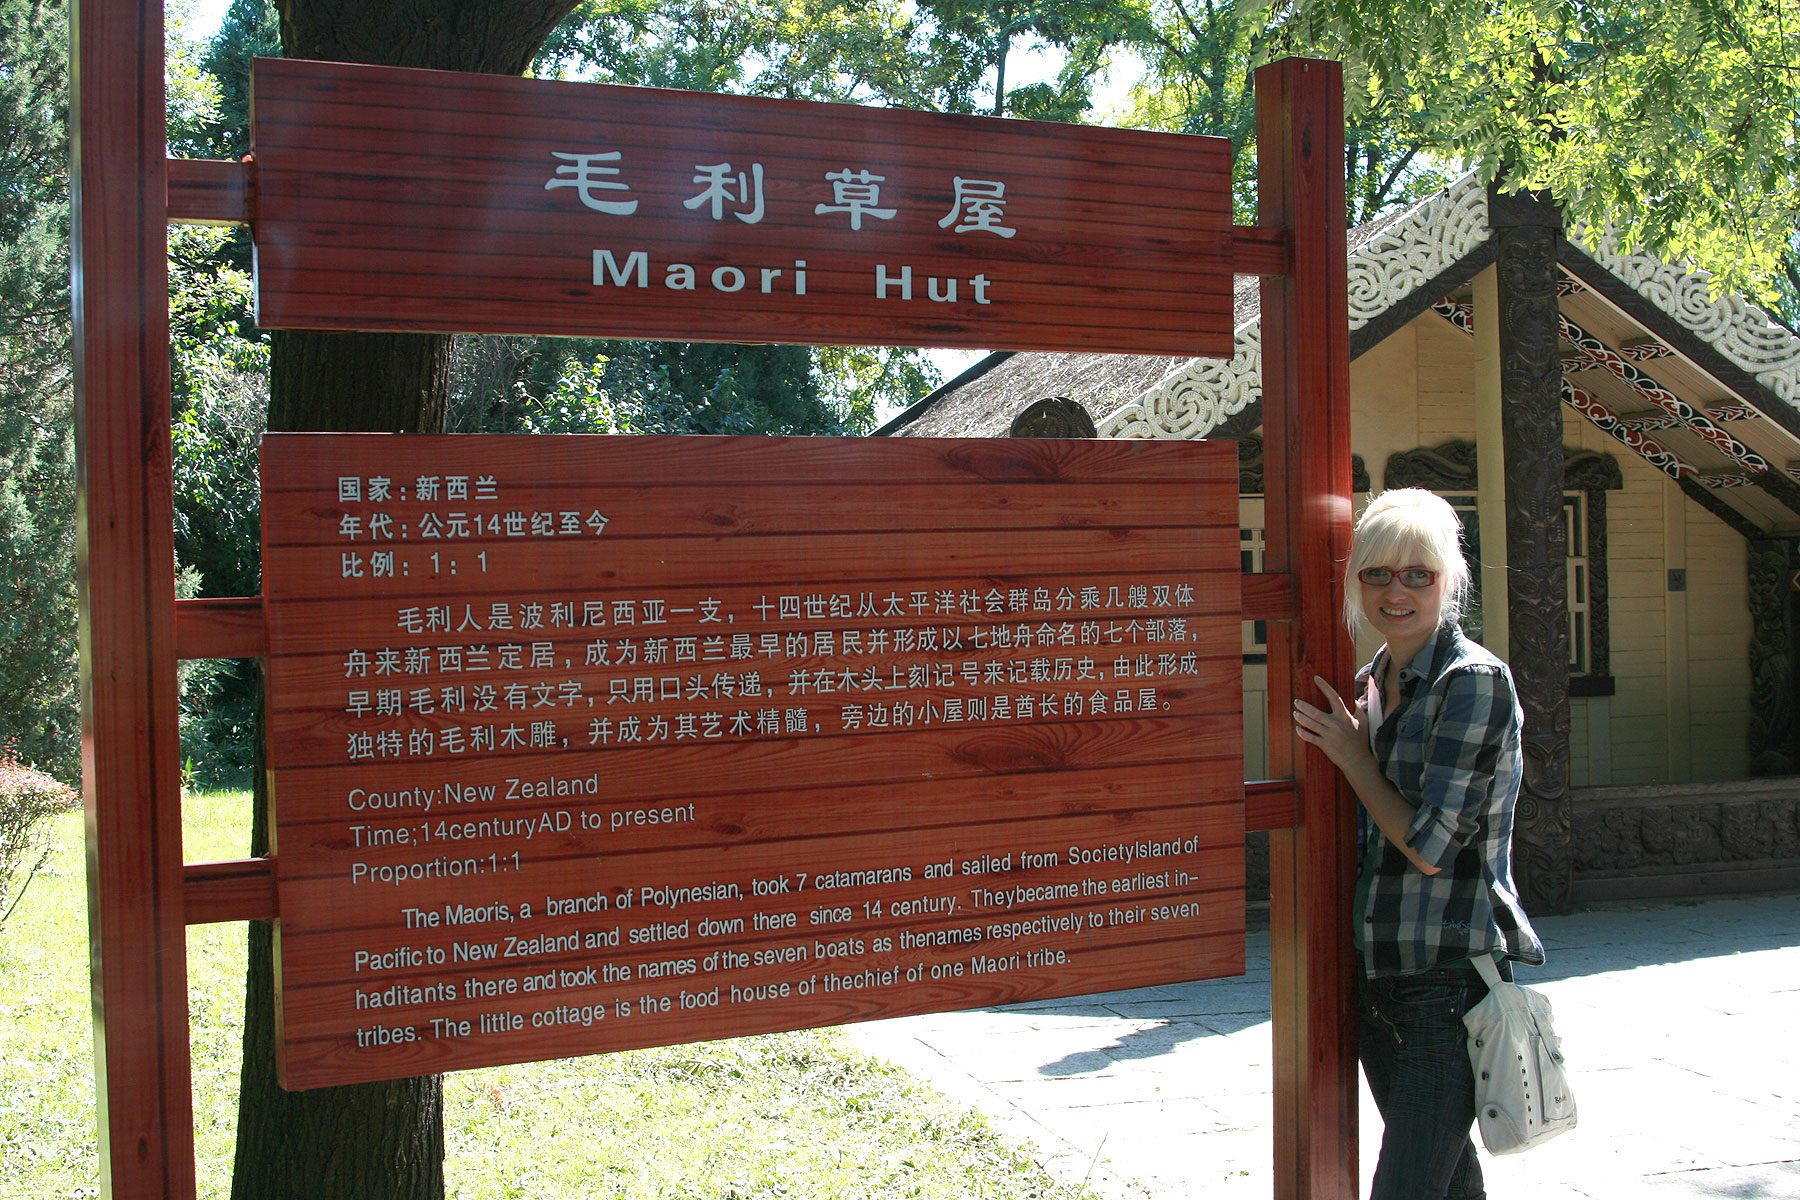 毛利草屋
Maori Hut
国家：新西兰
年代：公元14世纪至今
比例：1：1
毛利人是波利尼西亚一支，十四世纪从太平洋社会群岛分乘几艘双体
舟来新西兰定居，成为新西兰最早的居民并形成以七地舟命名的七个部落，
早期毛利没有文字，只用口头传递，并在木头上刻记号来记载历史，由此形成
独特的毛利木雕，并成为其艺术精髓，旁边的小屋则是酋长的食品屋。
County:New Zealand
Time;14centuryAD to present
Proportion:1:1
The Maoris, a branch of Polynesian, took 7 catamarans and sailed from SocietyIsland of
Pacific to New Zealand and settled down there since 14 century. Theybecame the earliest in-
haditants there and took the names of the seven boats as thenames respectively to their seven
tribes. The little cottage is the food house of thechief of one Maori tribe.